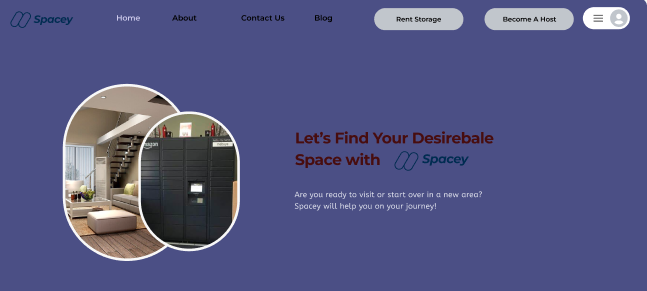 Spacey
Home
About
Contact Us
Blog
Rent Storage
Become A Host
Let's Find Your Desirebale
Space with Spacey
Are you ready to visit or start over in a new area?
Spacey will help you on your journey!